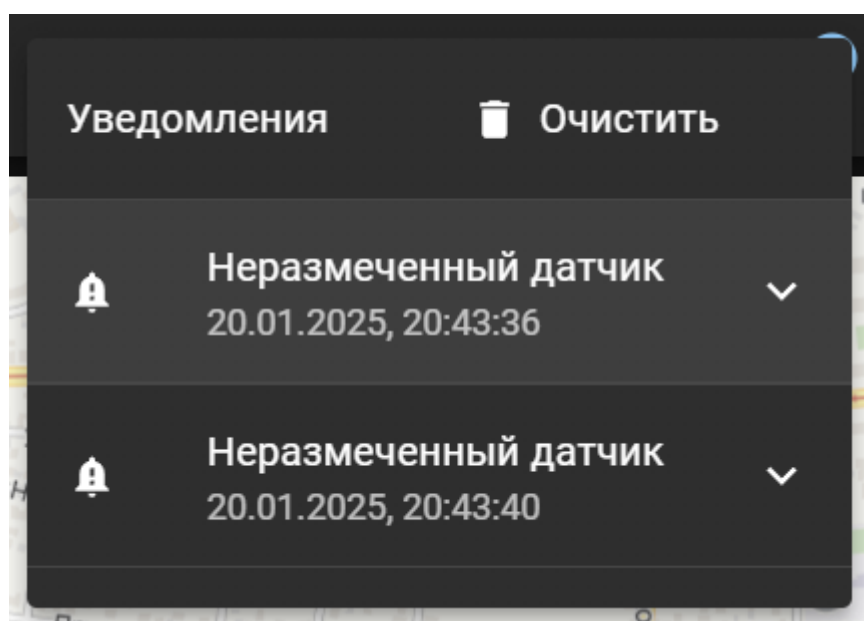 Уведомления
Очистить
Неразмеченный датчик
20.01.2025, 20:43:36
Неразмеченный датчик
20.01.2025, 20:43:40